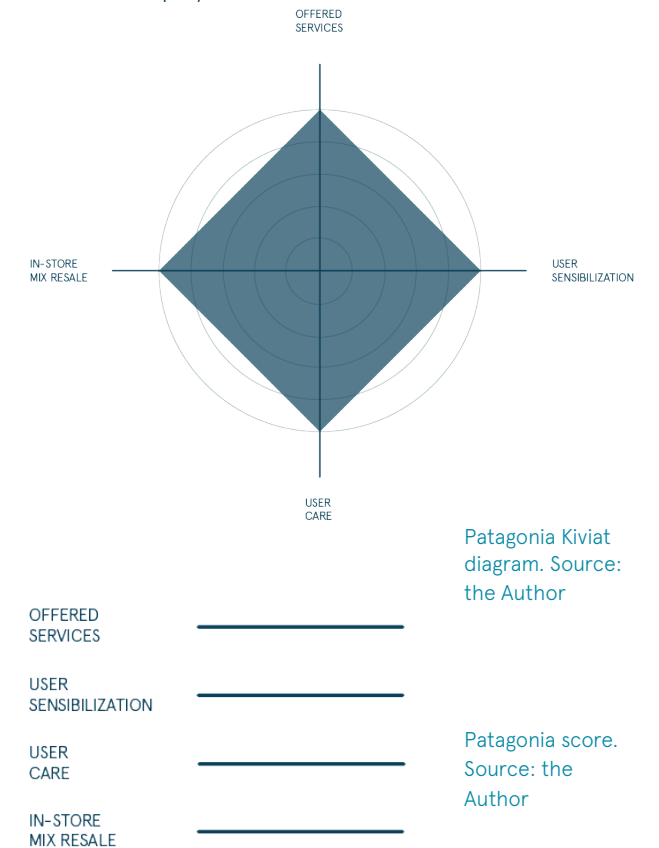 OFFERED
SERVICES
IN-STORE
MIX RESALE
USER
SENSIBILIZATION
USER
CARE
Patagonia Kiviat
diagram. Source:
the Author
OFFERED
SERVICES
USER
SENSIBILIZATION
USER
CARE
IN-STORE
MIX RESALE
Patagonia score.
Source: the
Author